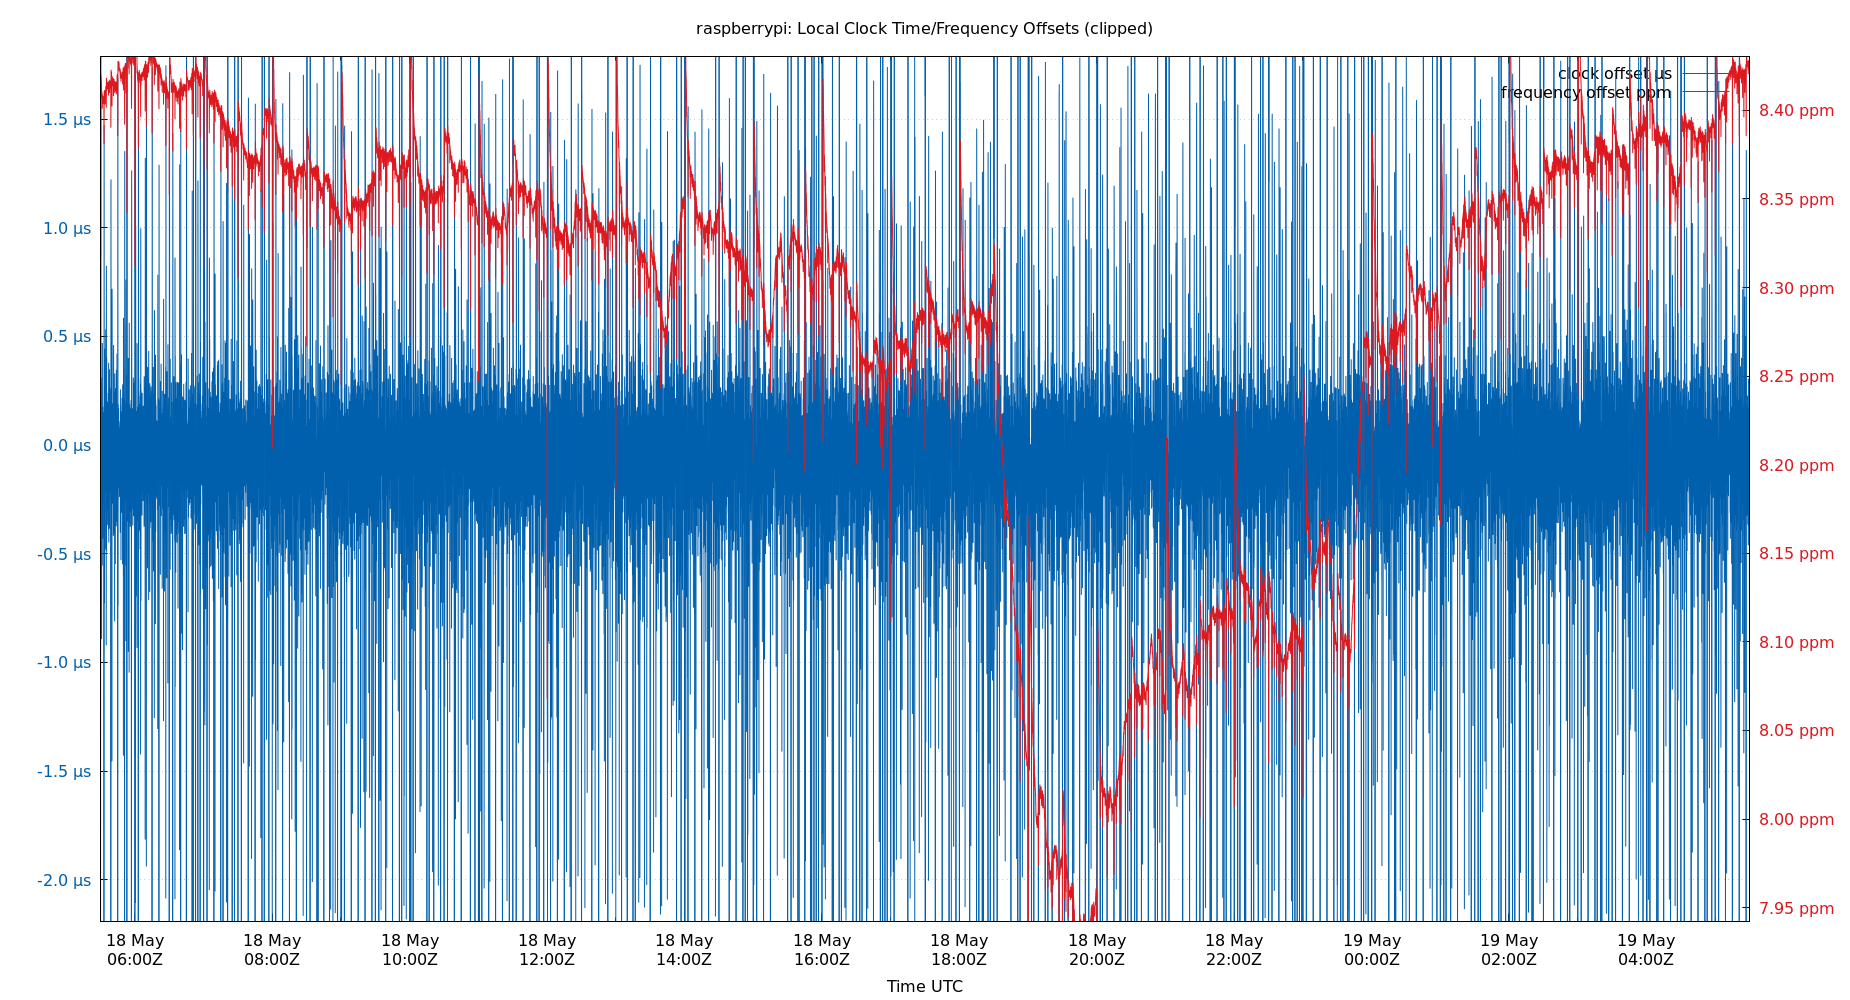 raspberrypi: Local Clock Time/Frequency Offsets (clipped)
clock offset µs
frequency offset ppm
1.5 µs
1.0 µs
0.5 µs
0.0 µs
-0.5 µs
-1.0 µs
-1.5 µs
-2.0 µs
8.40 ppm
8.35 ppm
8.30 ppm
8.25 ppm
8.20 ppm
8.15 ppm
8.10 ppm
8.05 ppm
8.00 ppm
7.95 ppm
18 May 18 May 18 May 18 May 18 May 18 May 18 May 18 May 18 May 19 May 19 May 19 May
06:00Z 08:00Z 10:00Z 12:00Z 14:00Z 16:00Z 18:00Z 20:00Z 22:00Z 00:00Z 02:00Z 04:00Z
Time UTC